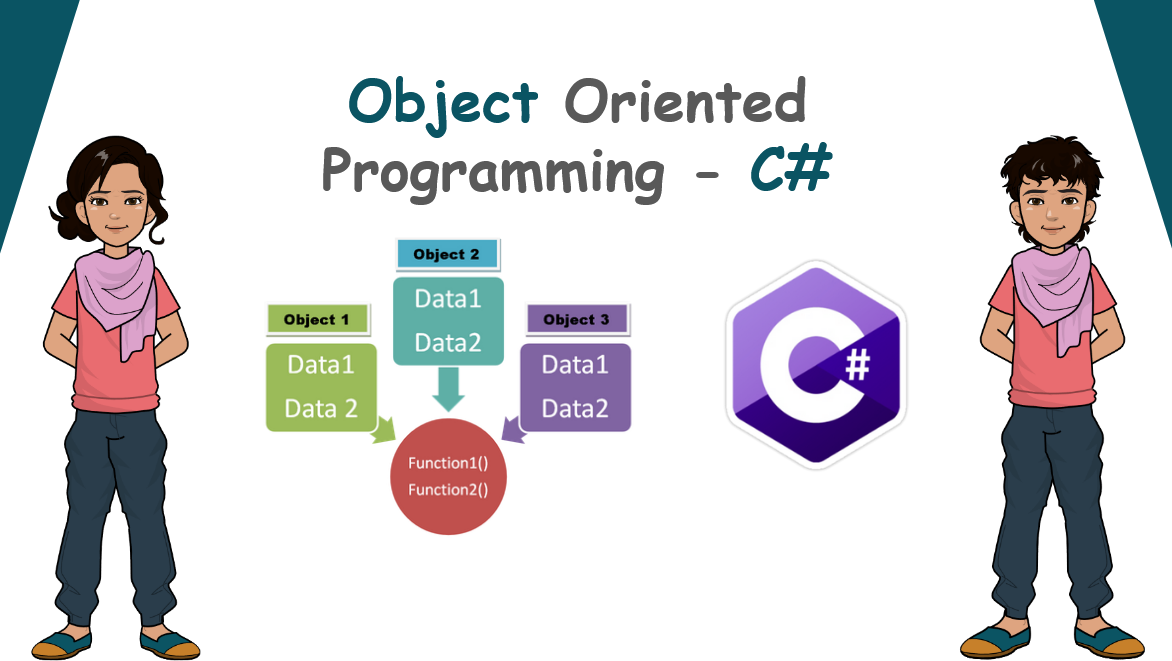 Object Oriented
Programming - C#
Object 2
Data1
Data2
Object 1
Data1
Data 2
Object 3
Data1
Data2
Function1()
Function2()
C#